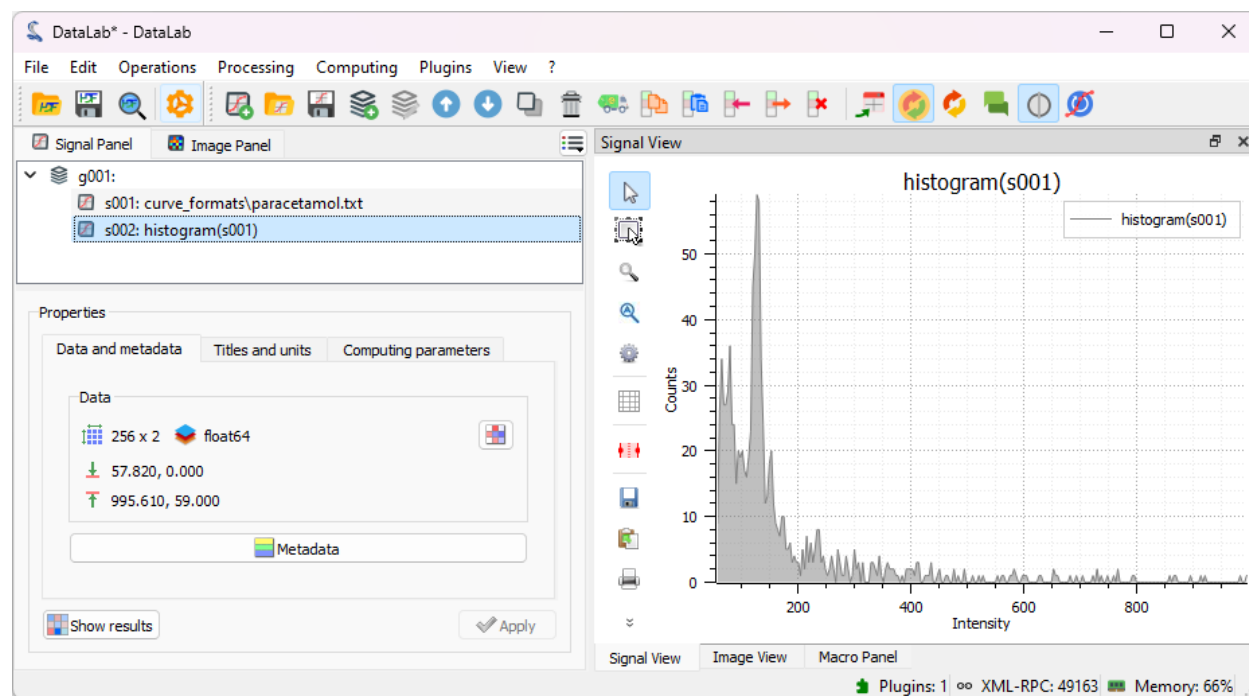 DataLab* - DataLab
File Edit Operations Processing Computing Plugins View ?
Signal Panel Image Panel
g001:
s001: curve_formats\paracetamol.txt
s002: histogram(s001)
Properties
Data and metadata Titles and units Computing parameters
Data
256 x 2 float64
57.820, 0.000
995.610, 59.000
Metadata
Show results Apply
Signal View
histogram(s001)
histogram(s001)
50
40
30
20
10
0
Counts
200 400 600 800
Intensity
Signal View Image View Macro Panel
Plugins: 1 XML-RPC: 49163 Memory: 66%